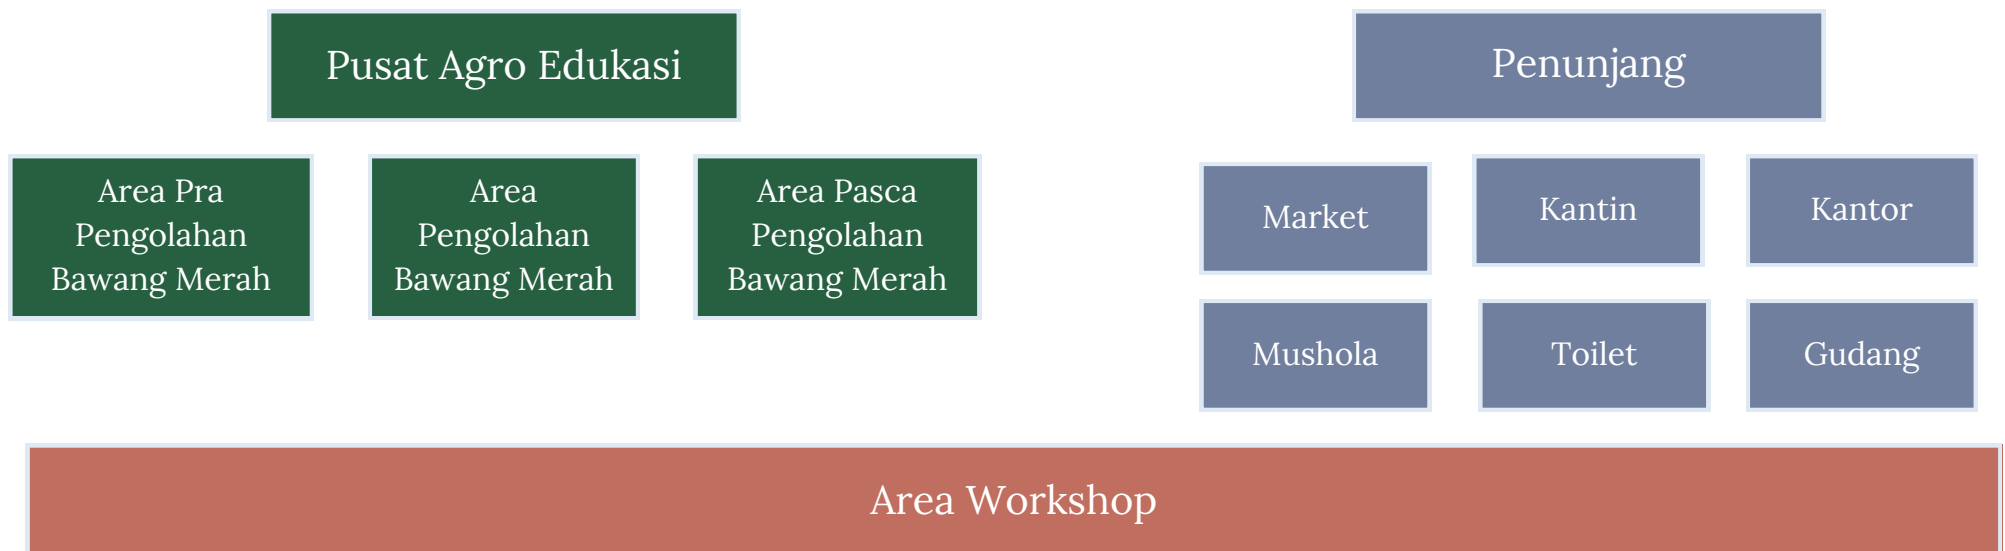 Pusat Agro Edukasi
Penunjang
Area Pra
Pengolahan
Bawang Merah
Area
Pengolahan
Bawang Merah
Area Pasca
Pengolahan
Bawang Merah
Market
Kantin
Kantor
Mushola
Toilet
Gudang
Area Workshop